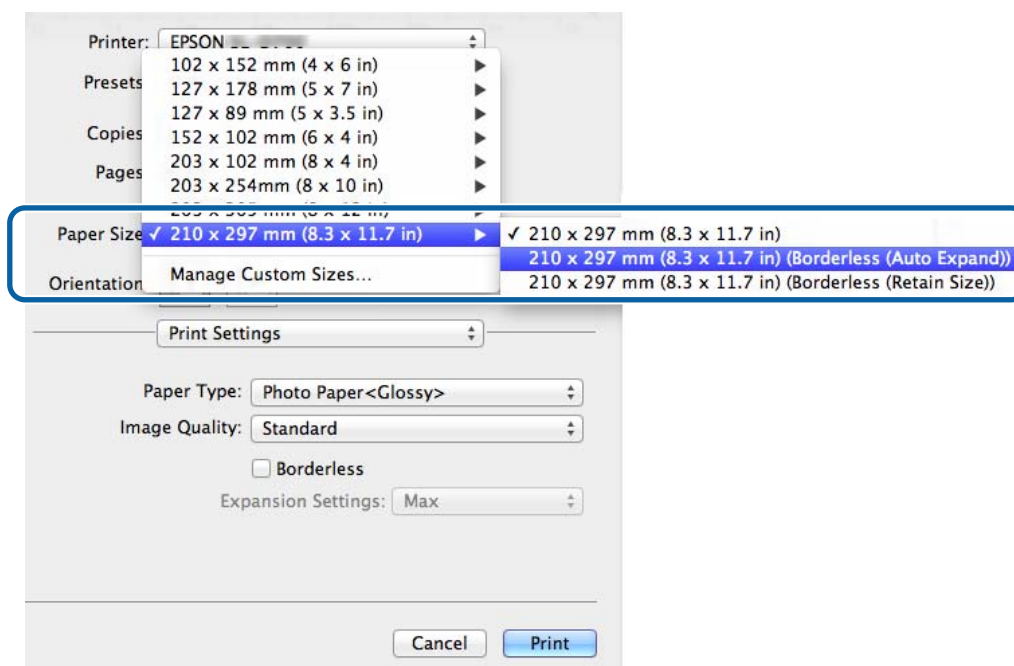 Printer: EPSON
102 x 152 mm (4 x 6 in)
Presets
127 x 178 mm (5 x 7 in)
127 x 89 mm (5 x 3.5 in)
Copies
152 x 102 mm (6 x 4 in)
203 x 102 mm (8 x 4 in)
Pages
203 x 254mm (8 x 10 in)
Paper Size ✓ 210 x 297 mm (8.3 x 11.7 in) ✓ 210 x 297 mm (8.3 x 11.7 in)
210 x 297 mm (8.3 x 11.7 in) (Borderless (Auto Expand))
Orientation Manage Custom Sizes... 210 x 297 mm (8.3 x 11.7 in) (Borderless (Retain Size))
Print Settings
Paper Type: Photo Paper<Glossy>
Image Quality: Standard
Borderless
Expansion Settings: Max
Cancel Print